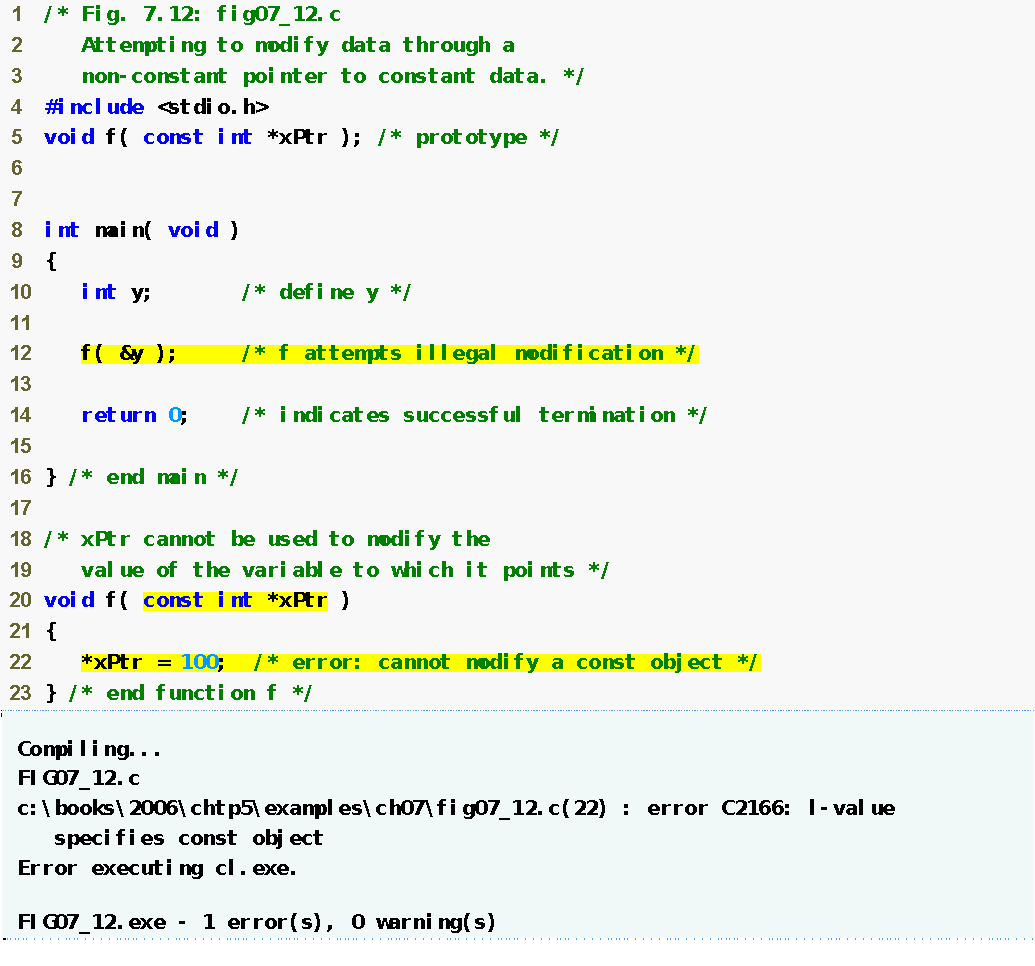 1 /* Fig. 7.12: fig07_12.c
2 Attempting to modify data through a
3 non-constant pointer to constant data. */
4 #include <stdio.h>
5 void f( const int *xPtr ); /* prototype */
6
7
8 int main( void )
9 {
10 int y; /* define y */
11
12 f( &y ); /* f attempts illegal modification */
13
14 return 0; /* indicates successful termination */
15
16 } /* end main */
17
18 /* xPtr cannot be used to modify the
19 value of the variable to which it points */
20 void f( const int *xPtr )
21 {
22 *xPtr = 100; /* error: cannot modify a const object */
23 } /* end function f */
Compiling...
FIG07_12.c
c:\books\2006\chtp5\examples\ch07\fig07_12.c(22) : error C2166: l-value
specifies const object
Error executing cl.exe.
FIG07_12.exe - 1 error(s), 0 warning(s)